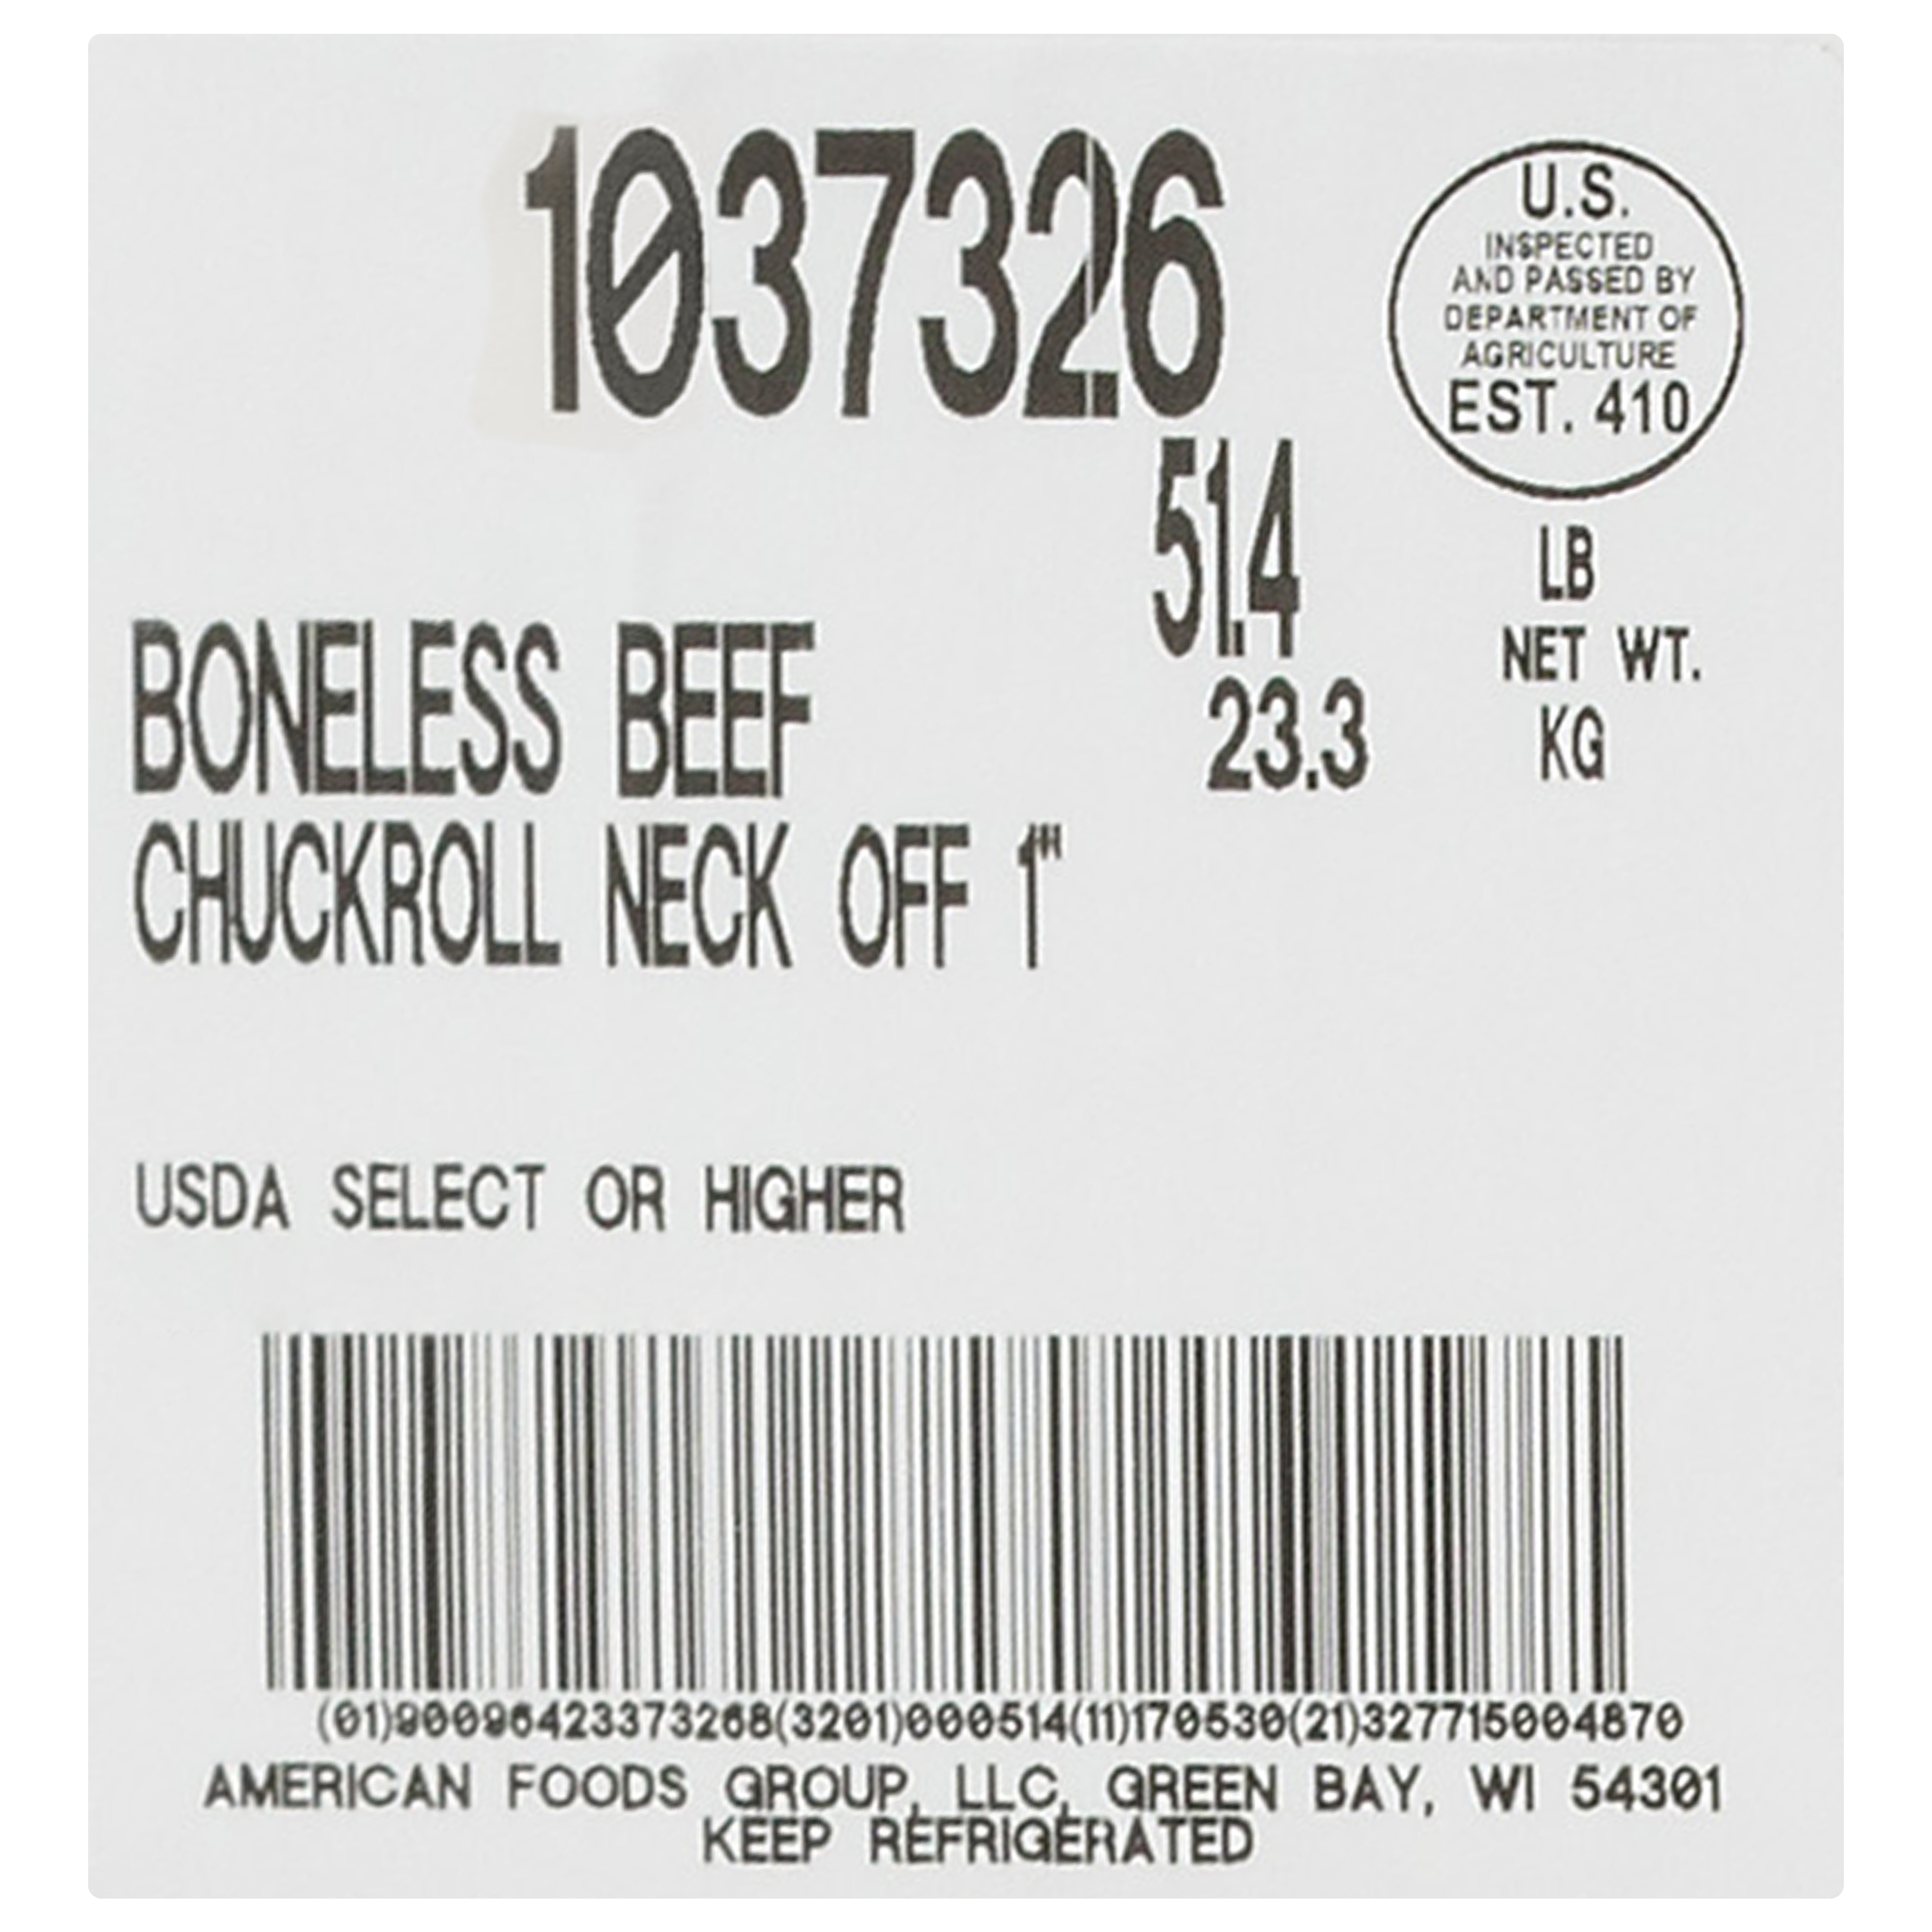 1037326
U.S.
INSPECTED
AND PASSED BY
DEPARTMENT OF
AGRICULTURE
EST. 410
51.4
LB
NET WT.
23.3
KG
BONELESS BEEF
CHUCKROLL NECK OFF 1"
USDA SELECT OR HIGHER
(01)90096423373268(3201)000514(11)170530(21)327715004870
AMERICAN FOODS GROUP, LLC, GREEN BAY, WI 54301
KEEP REFRIGERATED